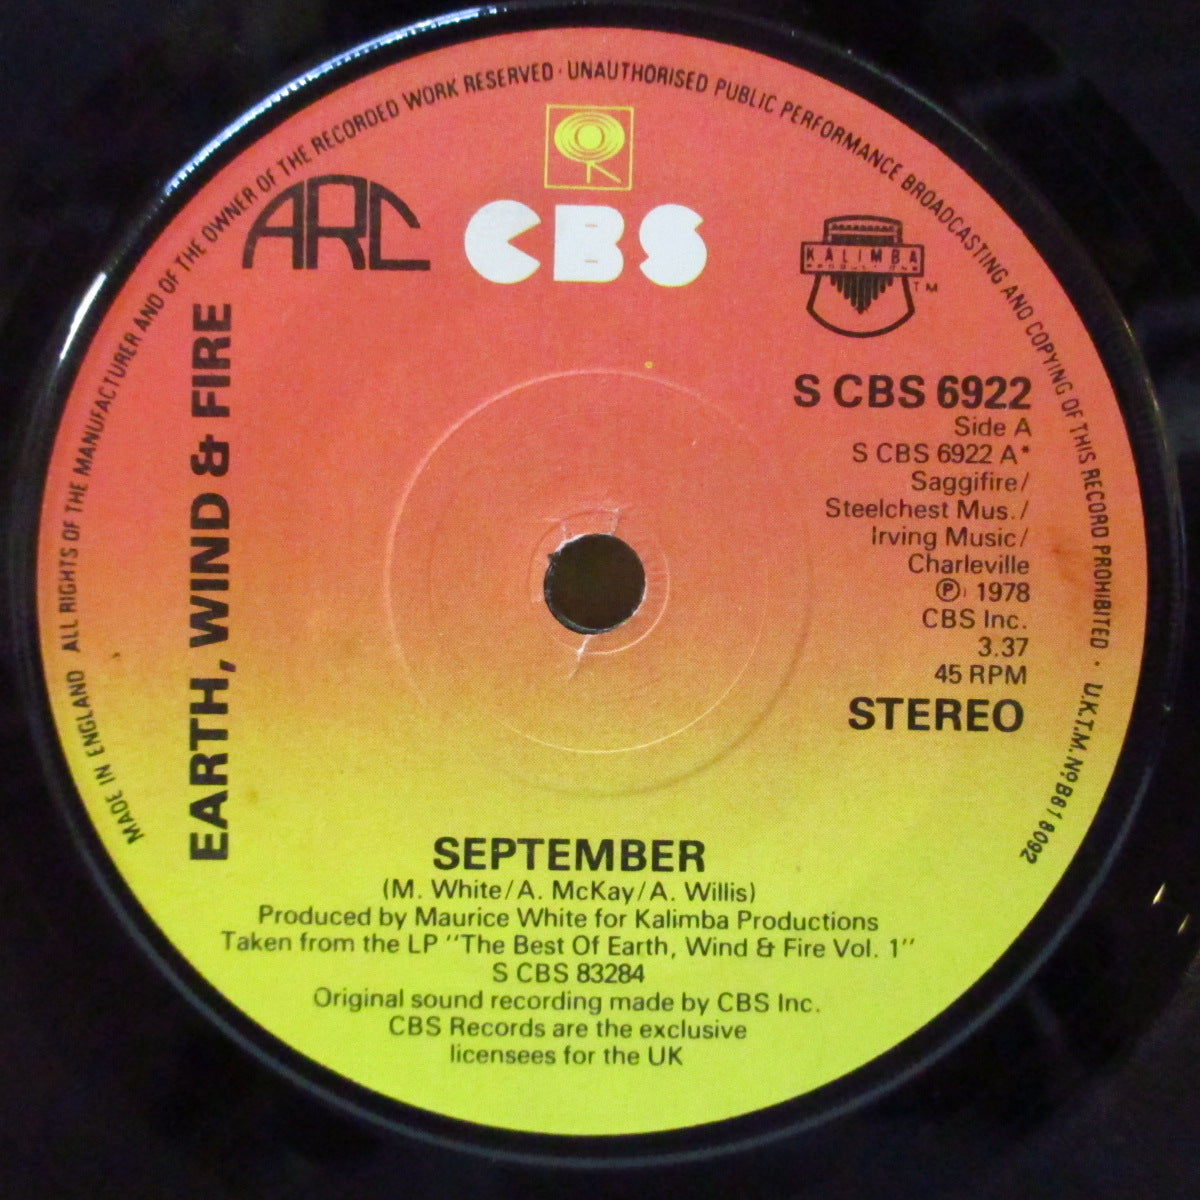 MADE IN ENGLAND ALL RIGHTS OF THE MANUFACTURER AND OF THE OWNER OF THE RECORDED WORK RESERVED · UNAUTHORISED PUBLIC PERFORMANCE BROADCASTING AND COPYING OF THIS RECORD PROHIBITED · U.K.T.M. Nº B618092
ARC
CBS
KALIMBA
TM
EARTH, WIND & FIRE
S CBS 6922
Side A
S CBS 6922 A*
Saggifire/
Steelchest Mus./
Irving Music/
Charleville
Ⓟ 1978
CBS Inc.
3.37
45 RPM
STEREO
SEPTEMBER
(M. White/A. McKay/A. Willis)
Produced by Maurice White for Kalimba Productions
Taken from the LP "The Best Of Earth, Wind & Fire Vol. 1"
S CBS 83284
Original sound recording made by CBS Inc.
CBS Records are the exclusive
licensees for the UK